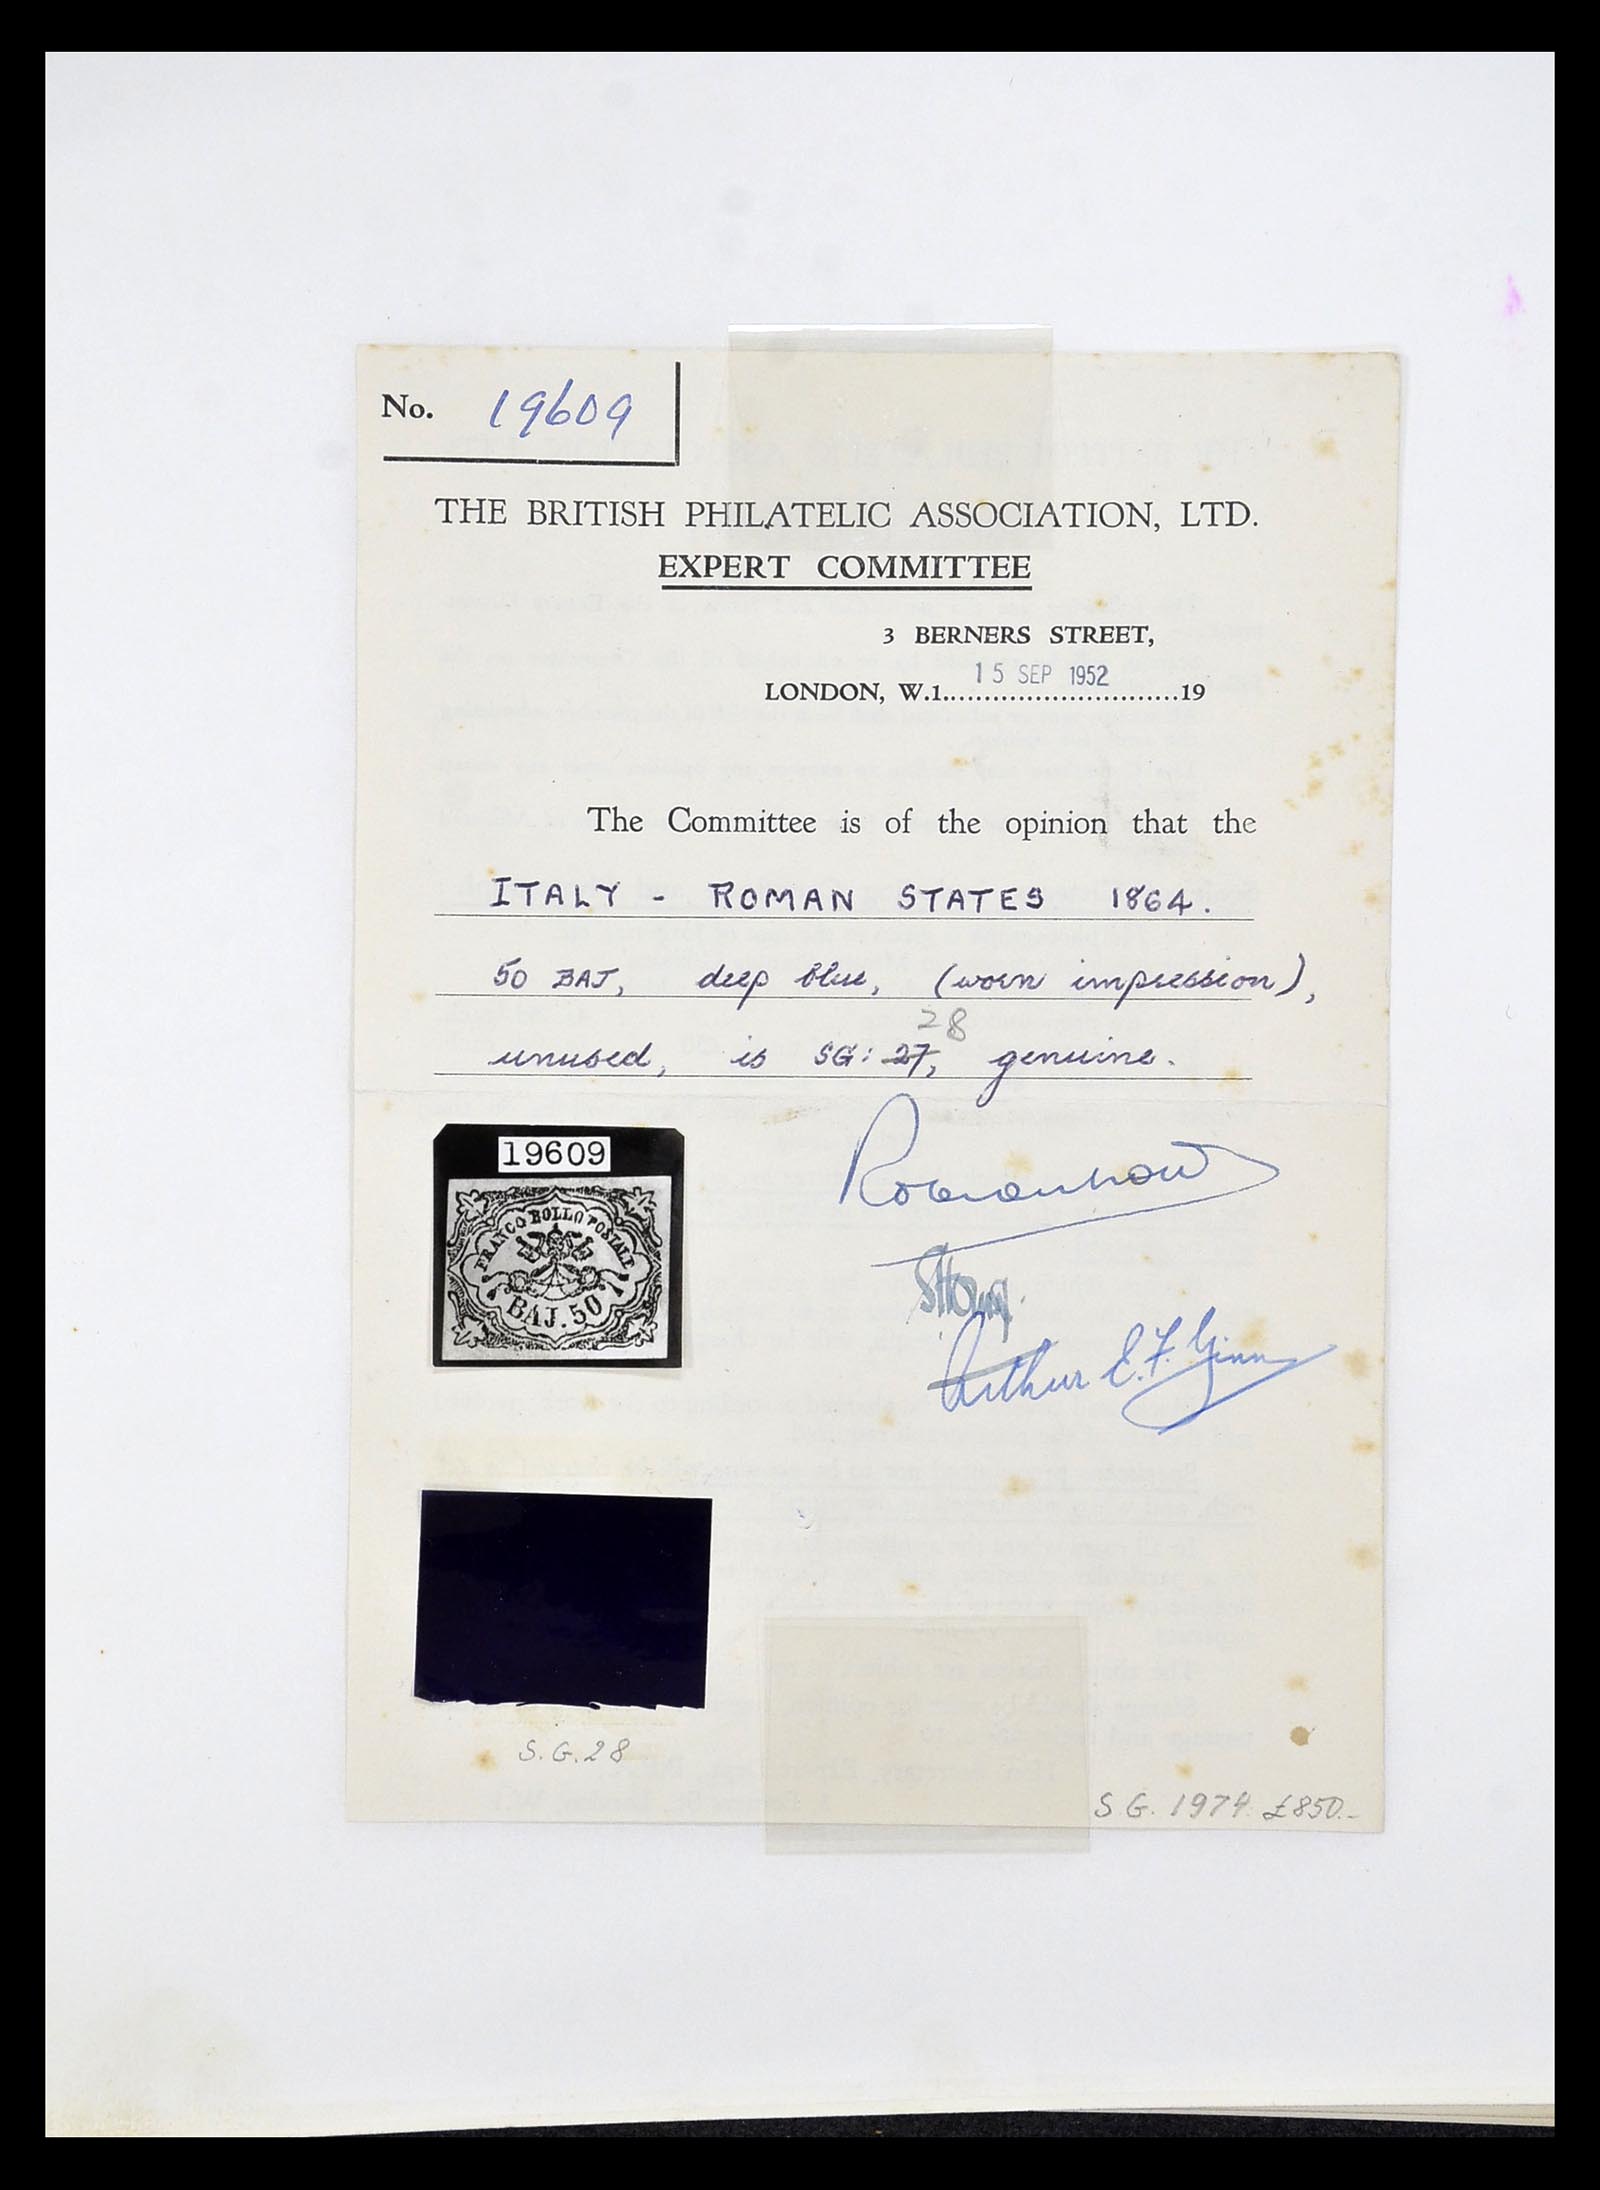 No. 19609
THE BRITISH PHILATELIC ASSOCIATION, LTD.
EXPERT COMMITTEE
3 BERNERS STREET,
15 SEP 1952
LONDON, W.1.............................19
The Committee is of the opinion that the
ITALY - ROMAN STATES 1864.
50 BAJ, deep blue, (worn impression),
28
unused, is SG: 27, genuine.
19609
FRANCO BOLLO POSTALE
BAJ. 50
Arthur E. F. Ginn
S.G. 28
S G. 1974 £850.-